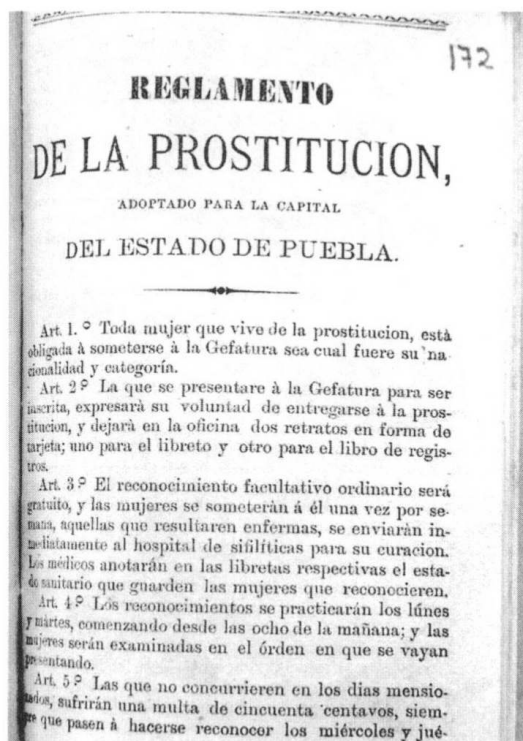 172
REGLAMENTO
DE LA PROSTITUCION,
ADOPTADO PARA LA CAPITAL
DEL ESTADO DE PUEBLA.
Art. 1.º Toda mujer que vive de la prostitucion, està
obligada à someterse à la Gefatura sea cual fuere su na
cionalidad y categoría.
Art. 2º La que se presentare à la Gefatura para ser
inscrita, expresará su voluntad de entregarse à la pros-
titucion, y dejará en la oficina dos retratos en forma de
tarjeta; uno para el libreto y otro para el libro de regis-
tros.
Art. 3º El reconocimiento facultativo ordinario será
gratuito, y las mujeres se someterán á él una vez por se-
mana, aquellas que resultaren enfermas, se enviarán in-
mediatamente al hospital de sifilíticas para su curacion.
Los médicos anotarán en las libretas respectivas el esta-
do sanitario que guarden las mujeres que reconocieren.
Art. 4º Los reconocimientos se practicarán los lúnes
y mártes, comenzando desde las ocho de la mañana; y las
mujeres serán examinadas en el órden en que se vayan
presentando.
Art. 5º Las que no concurrieren en los dias mensio-
nados, sufrirán una multa de cincuenta centavos, siem-
pre que pasen à hacerse reconocer los miércoles y jué-